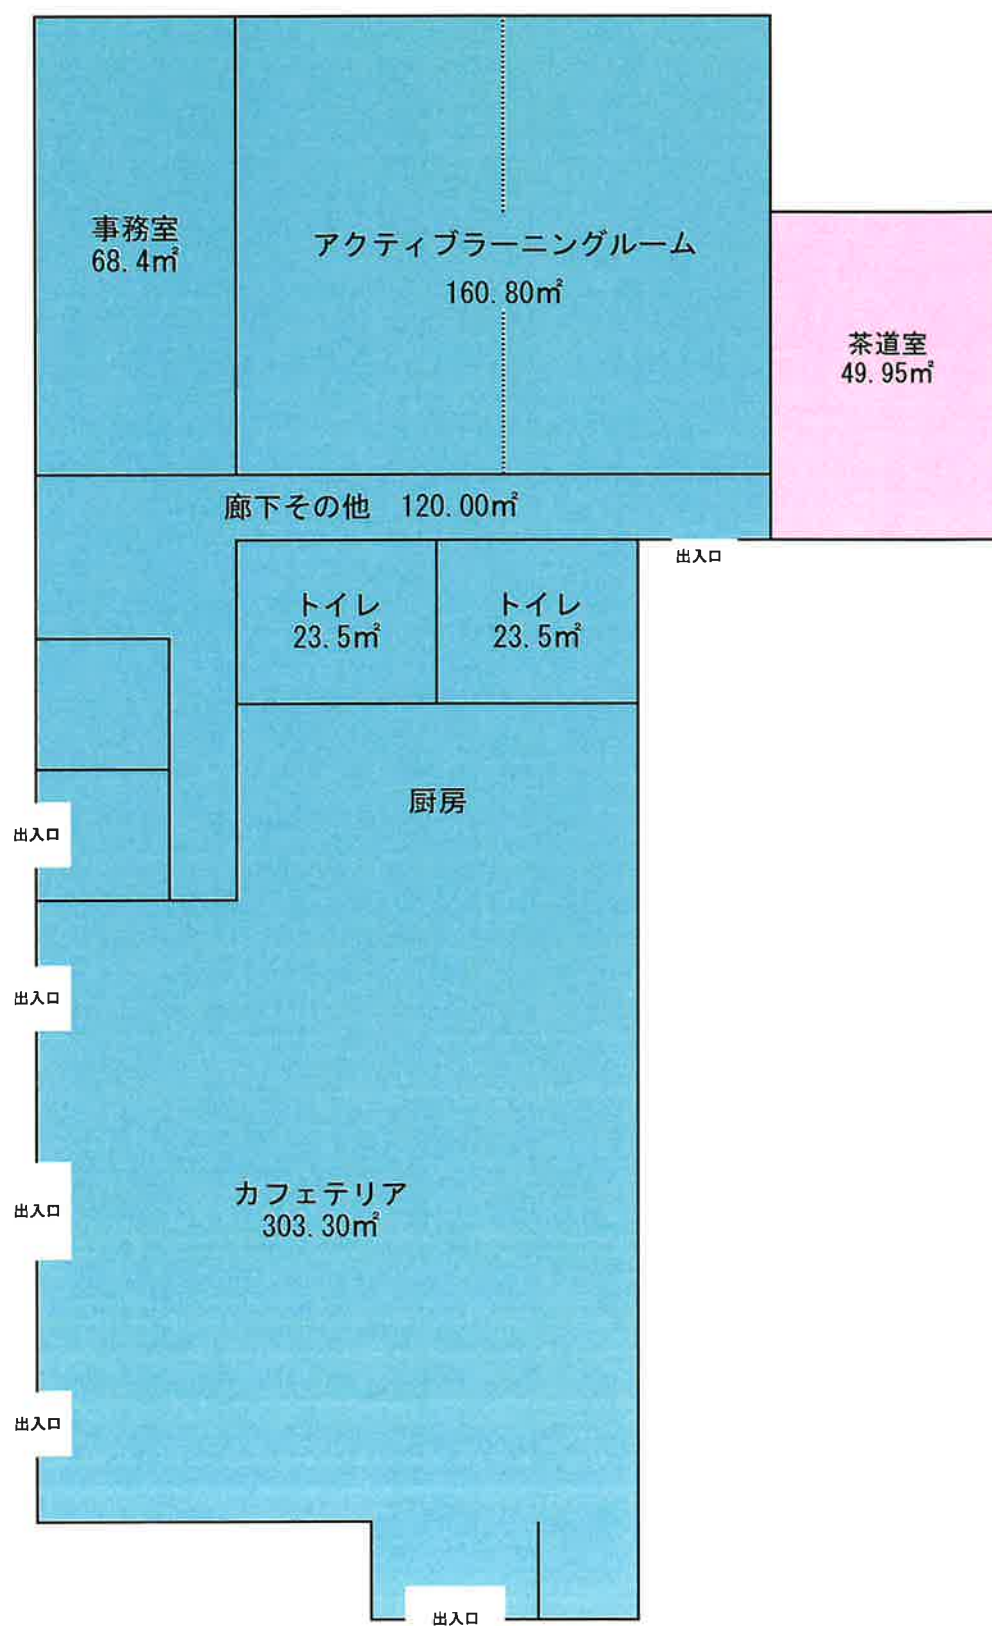 事務室
68.4㎡
アクティブラーニングルーム
160.80㎡
茶道室
49.95㎡
廊下その他　120.00㎡
出入口
トイレ
23.5㎡
トイレ
23.5㎡
厨房
出入口
出入口
カフェテリア
303.30㎡
出入口
出入口
出入口